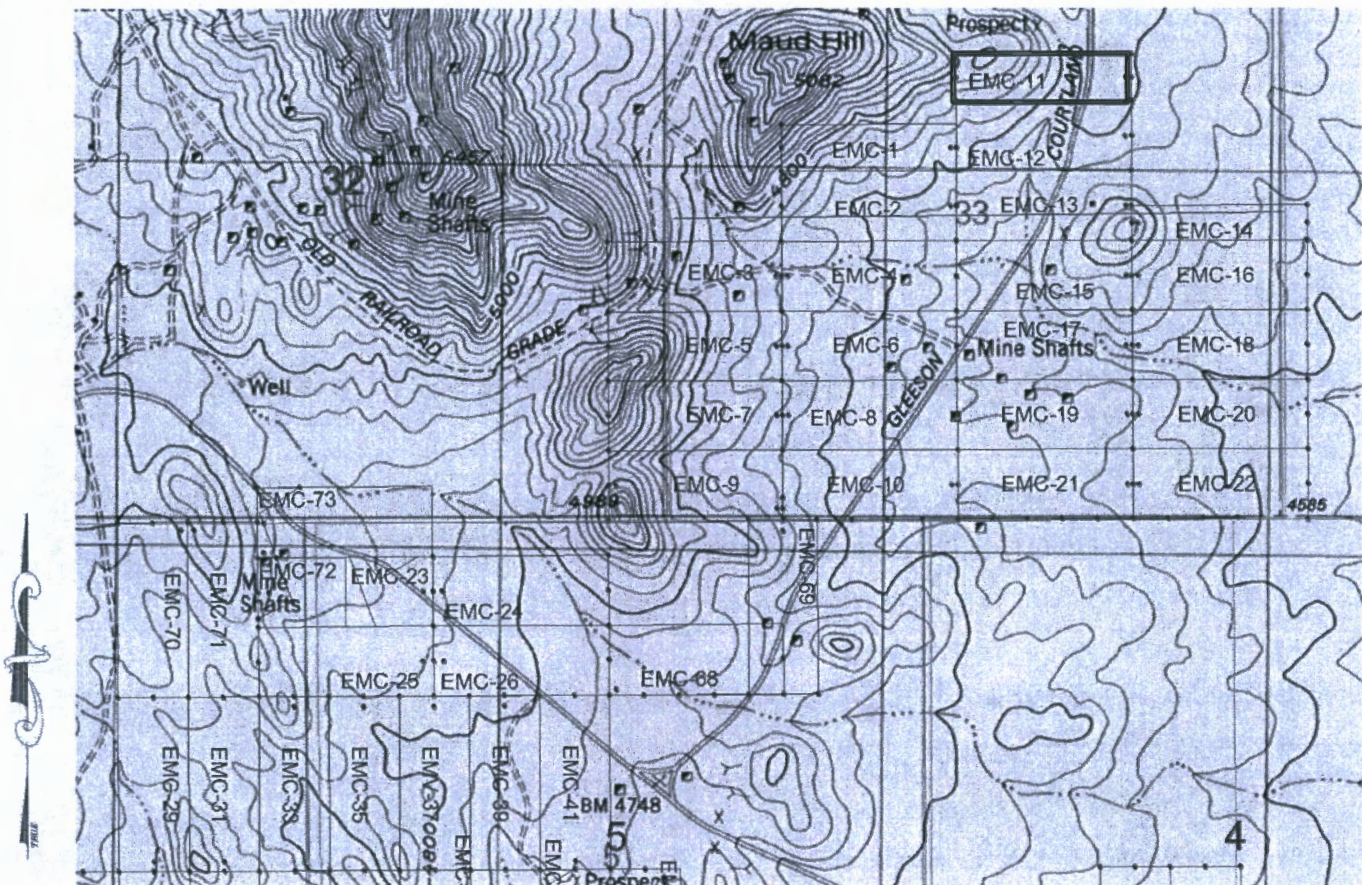 Prospect
Maud Hill
5082
EMC-11
COURTLAND
EMC-1
EMC-12
6457
32
4800
Mine
Shafts
EMC-2
33
EMC-13
EMC-14
OLD
EMC-3
EMC-4
EMC-16
EMC-15
5000
RAILROAD
GRADE
EMC-17
EMC-5
EMC-6
Mine Shafts
EMC-18
Well
GLEESON
EMC-7
EMC-8
EMC-19
EMC-20
EMC-9
EMC-10
EMC-21
EMC-22
EMC-73
4989
4585
EMC-72
EMC-23
EMC-69
Mine
Shafts
EMC-24
EMC-70
EMC-71
EMC-25
EMC-26
EMC-68
EMC-29
EMC-31
EMC-33
EMC-35
EMC-39
EMC-41
BM 4748
5
4
EMC
EMC
Prospect
TRUE